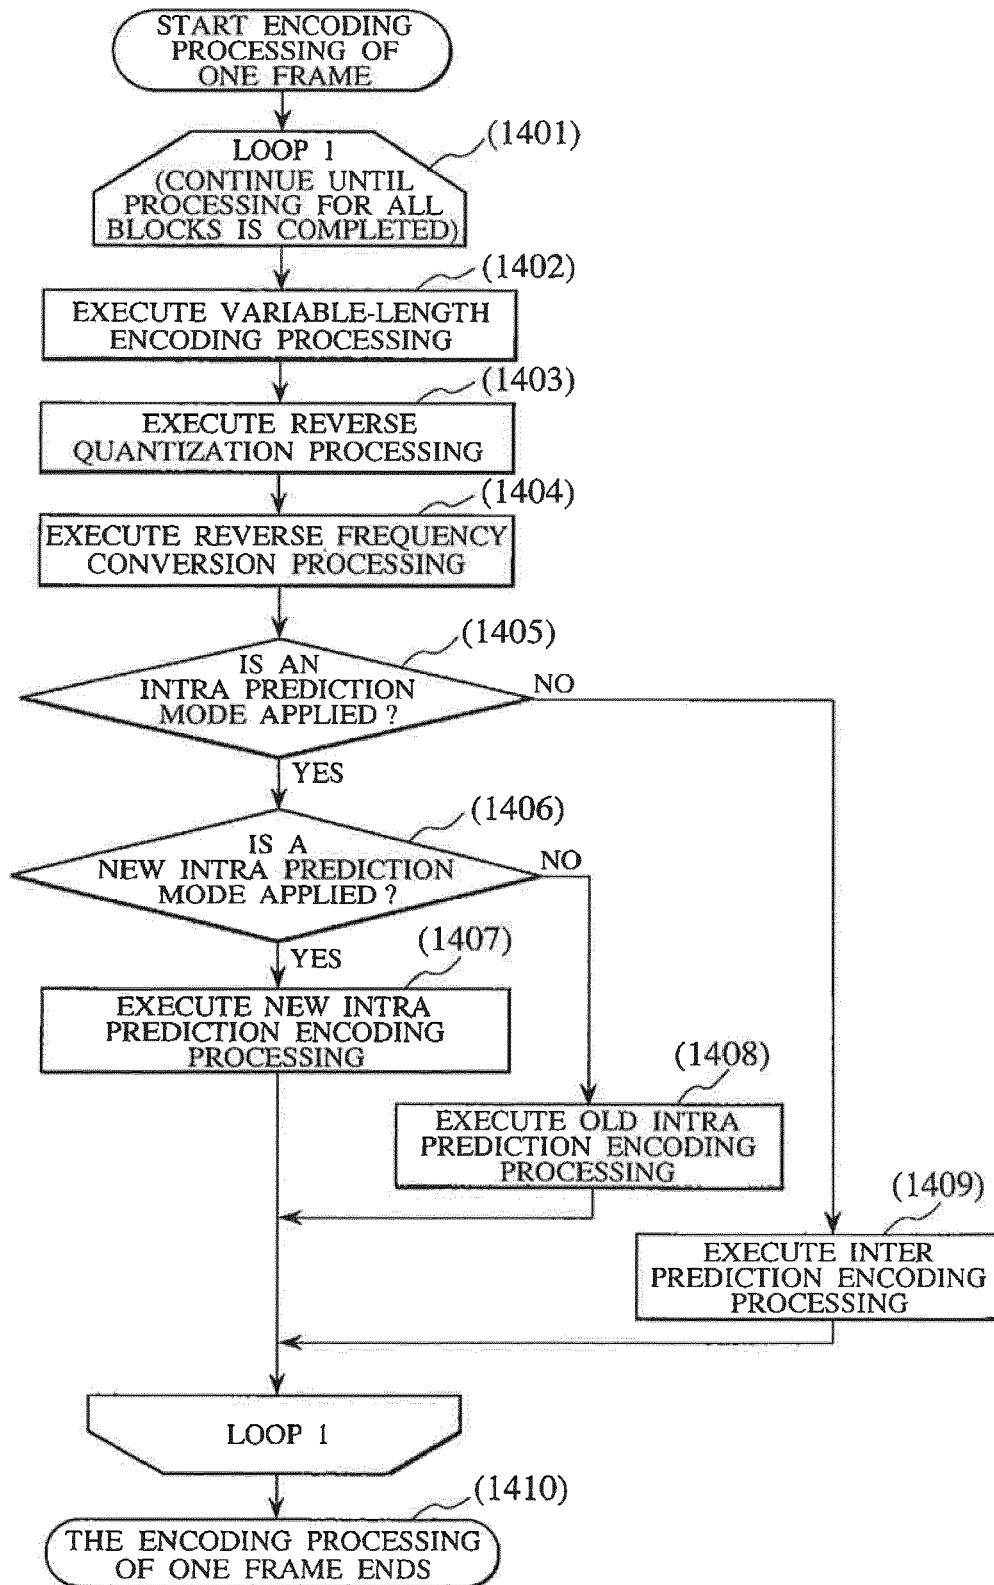 START ENCODING
PROCESSING OF
ONE FRAME
(1401)
LOOP 1
(CONTINUE UNTIL
PROCESSING FOR ALL
BLOCKS IS COMPLETED)
(1402)
EXECUTE VARIABLE-LENGTH
ENCODING PROCESSING
(1403)
EXECUTE REVERSE
QUANTIZATION PROCESSING
(1404)
EXECUTE REVERSE FREQUENCY
CONVERSION PROCESSING
(1405)
IS AN
INTRA PREDICTION
MODE APPLIED ?
NO
YES
(1406)
IS A
NEW INTRA PREDICTION
MODE APPLIED ?
NO
YES
(1407)
EXECUTE NEW INTRA
PREDICTION ENCODING
PROCESSING
(1408)
EXECUTE OLD INTRA
PREDICTION ENCODING
PROCESSING
(1409)
EXECUTE INTER
PREDICTION ENCODING
PROCESSING
LOOP 1
(1410)
THE ENCODING PROCESSING
OF ONE FRAME ENDS